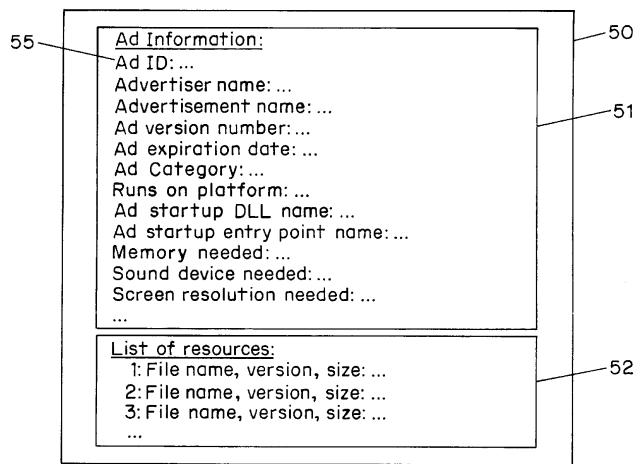 55
50
Ad Information:
Ad ID: ...
Advertiser name: ...
Advertisement name: ...
51
Ad version number: ...
Ad expiration date: ...
Ad Category: ...
Runs on platform: ...
Ad startup DLL name: ...
Ad startup entry point name: ...
Memory needed: ...
Sound device needed: ...
Screen resolution needed: ...
...
List of resources:
1: File name, version, size: ...
52
2: File name, version, size: ...
3: File name, version, size: ...
...